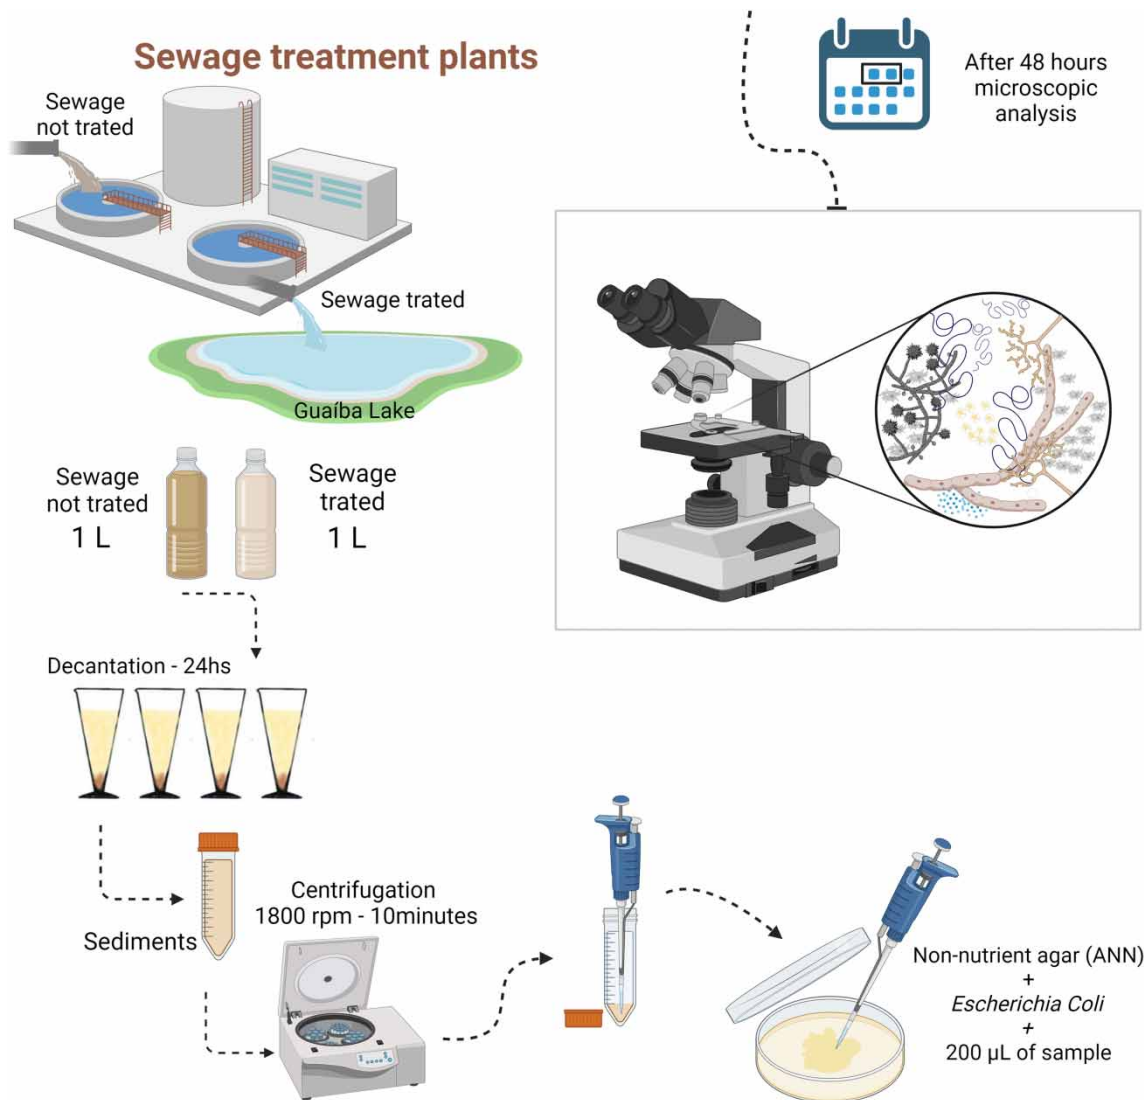 Sewage treatment plants
Sewage
not trated
Sewage trated
Guaíba Lake
Sewage
not trated
1 L
Sewage
trated
1 L
Decantation - 24hs
Sediments
Centrifugation
1800 rpm - 10minutes
Non-nutrient agar (ANN)
+
Escherichia Coli
+
200 µL of sample
After 48 hours
microscopic
analysis